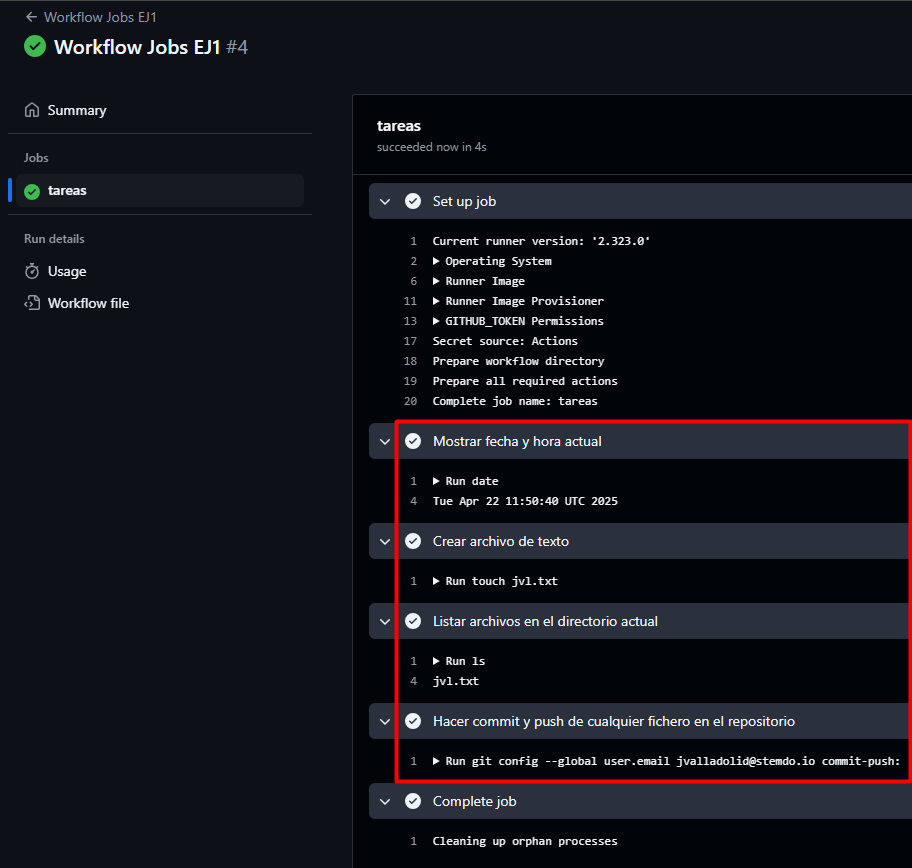 Workflow Jobs EJ1
Workflow Jobs EJ1 #4
Summary
Jobs
tareas
Run details
Usage
Workflow file
tareas
succeeded now in 4s
Set up job
1 Current runner version: '2.323.0'
2 Operating System
6 Runner Image
11 Runner Image Provisioner
13 GITHUB_TOKEN Permissions
17 Secret source: Actions
18 Prepare workflow directory
19 Prepare all required actions
20 Complete job name: tareas
Mostrar fecha y hora actual
1 Run date
4 Tue Apr 22 11:50:40 UTC 2025
Crear archivo de texto
1 Run touch jvl.txt
Listar archivos en el directorio actual
1 Run ls
4 jvl.txt
Hacer commit y push de cualquier fichero en el repositorio
1 Run git config --global user.email jvalladolid@stemdo.io commit-push:
Complete job
1 Cleaning up orphan processes